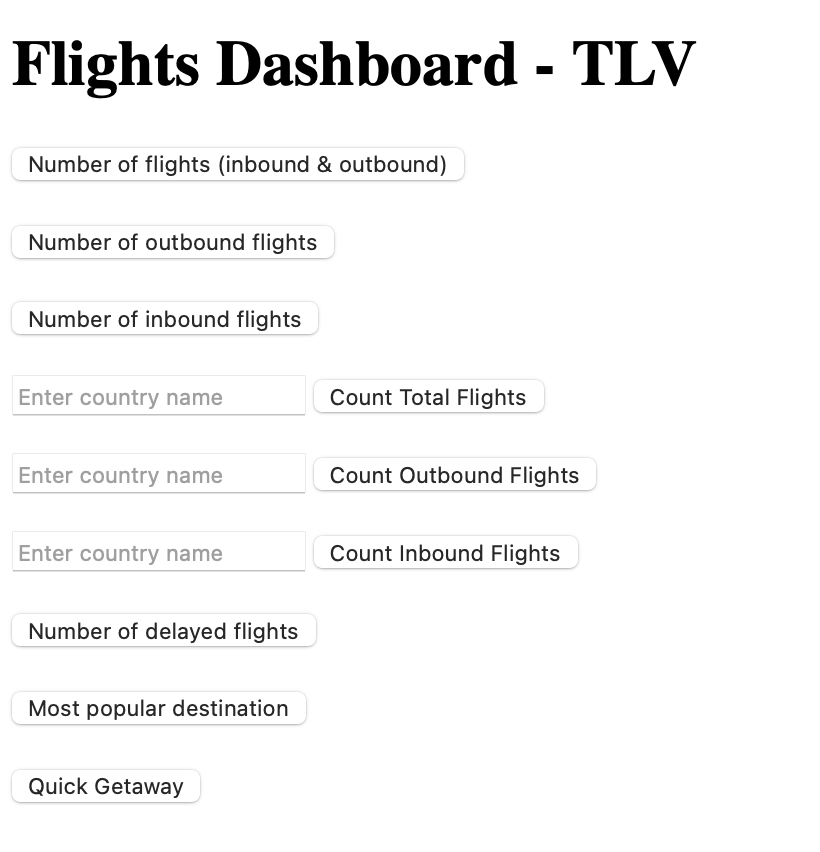 Flights Dashboard - TLV
Number of flights (inbound & outbound)
Number of outbound flights
Number of inbound flights
Enter country name Count Total Flights
Enter country name Count Outbound Flights
Enter country name Count Inbound Flights
Number of delayed flights
Most popular destination
Quick Getaway